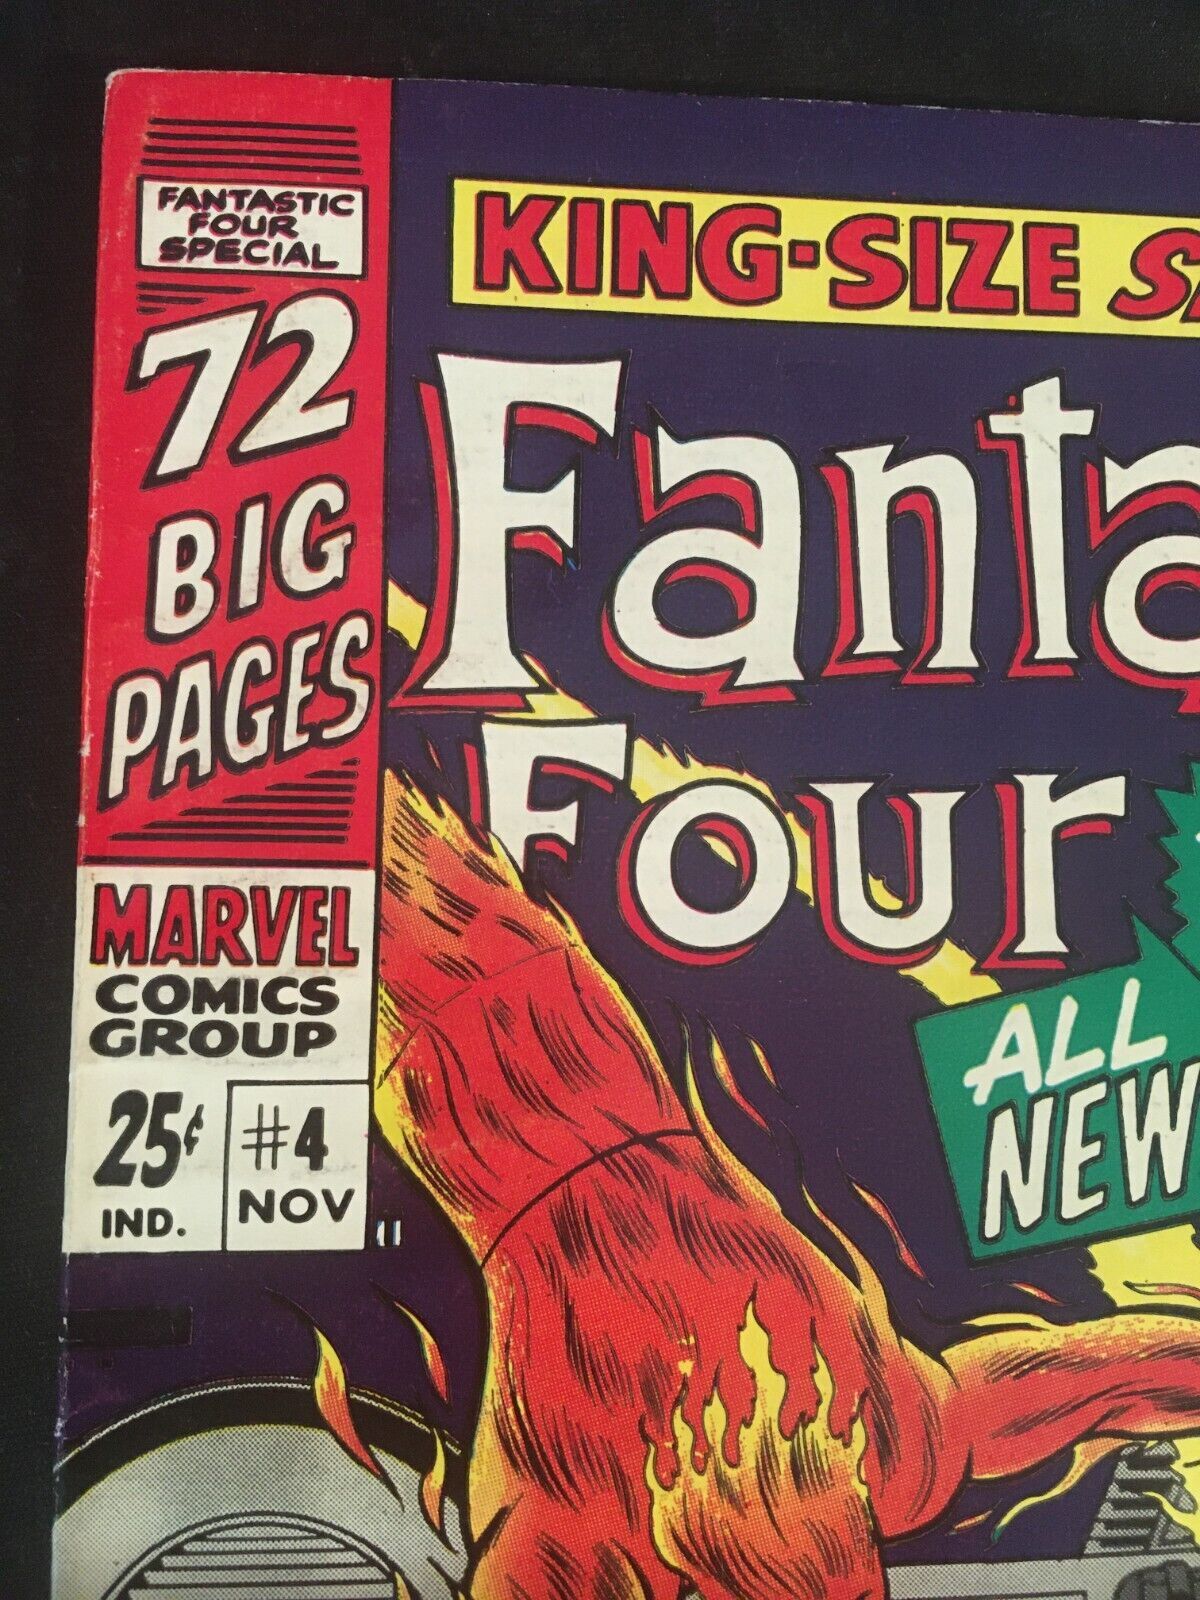 FANTASTIC
FOUR
SPECIAL
72
BIG
PAGES
MARVEL
COMICS
GROUP
25¢
IND.
#4
NOV
KING-SIZE
Fanta
Four
ALL
NEW